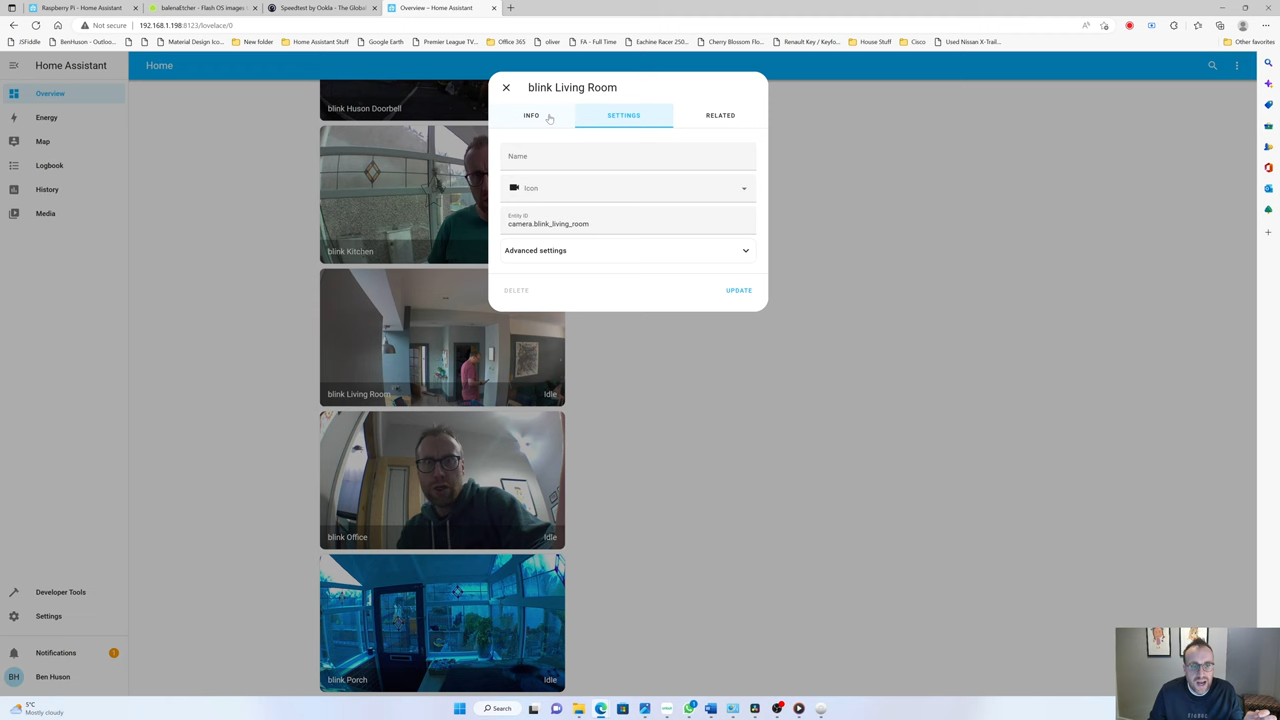 Raspberry Pi - Home Assistant
balenaEtcher - Flash OS images t
Speedtest by Ookla - The Global
Overview – Home Assistant
Not secure
192.168.1.198:8123/lovelace/0
JSFiddle
BenHuson - Outloo...
Material Design Ico...
New folder
Home Assistant Stuff
Google Earth
Premier League TV...
Office 365
oliver
FA - Full Time
Eachine Racer 250...
Cherry Blossom Flo...
Renault Key / Keyfo...
House Stuff
Cisco
Used Nissan X-Trail...
Other favorites
Home Assistant
Home
Overview
Energy
Map
Logbook
History
Media
Developer Tools
Settings
Notifications
1
BH
Ben Huson
blink Huson Doorbell
blink Kitchen
blink Living Room
Idle
blink Office
Idle
blink Porch
Idle
blink Living Room
INFO
SETTINGS
RELATED
Name
Icon
Entity ID
camera.blink_living_room
Advanced settings
DELETE
UPDATE
5°C
Mostly cloudy
Search